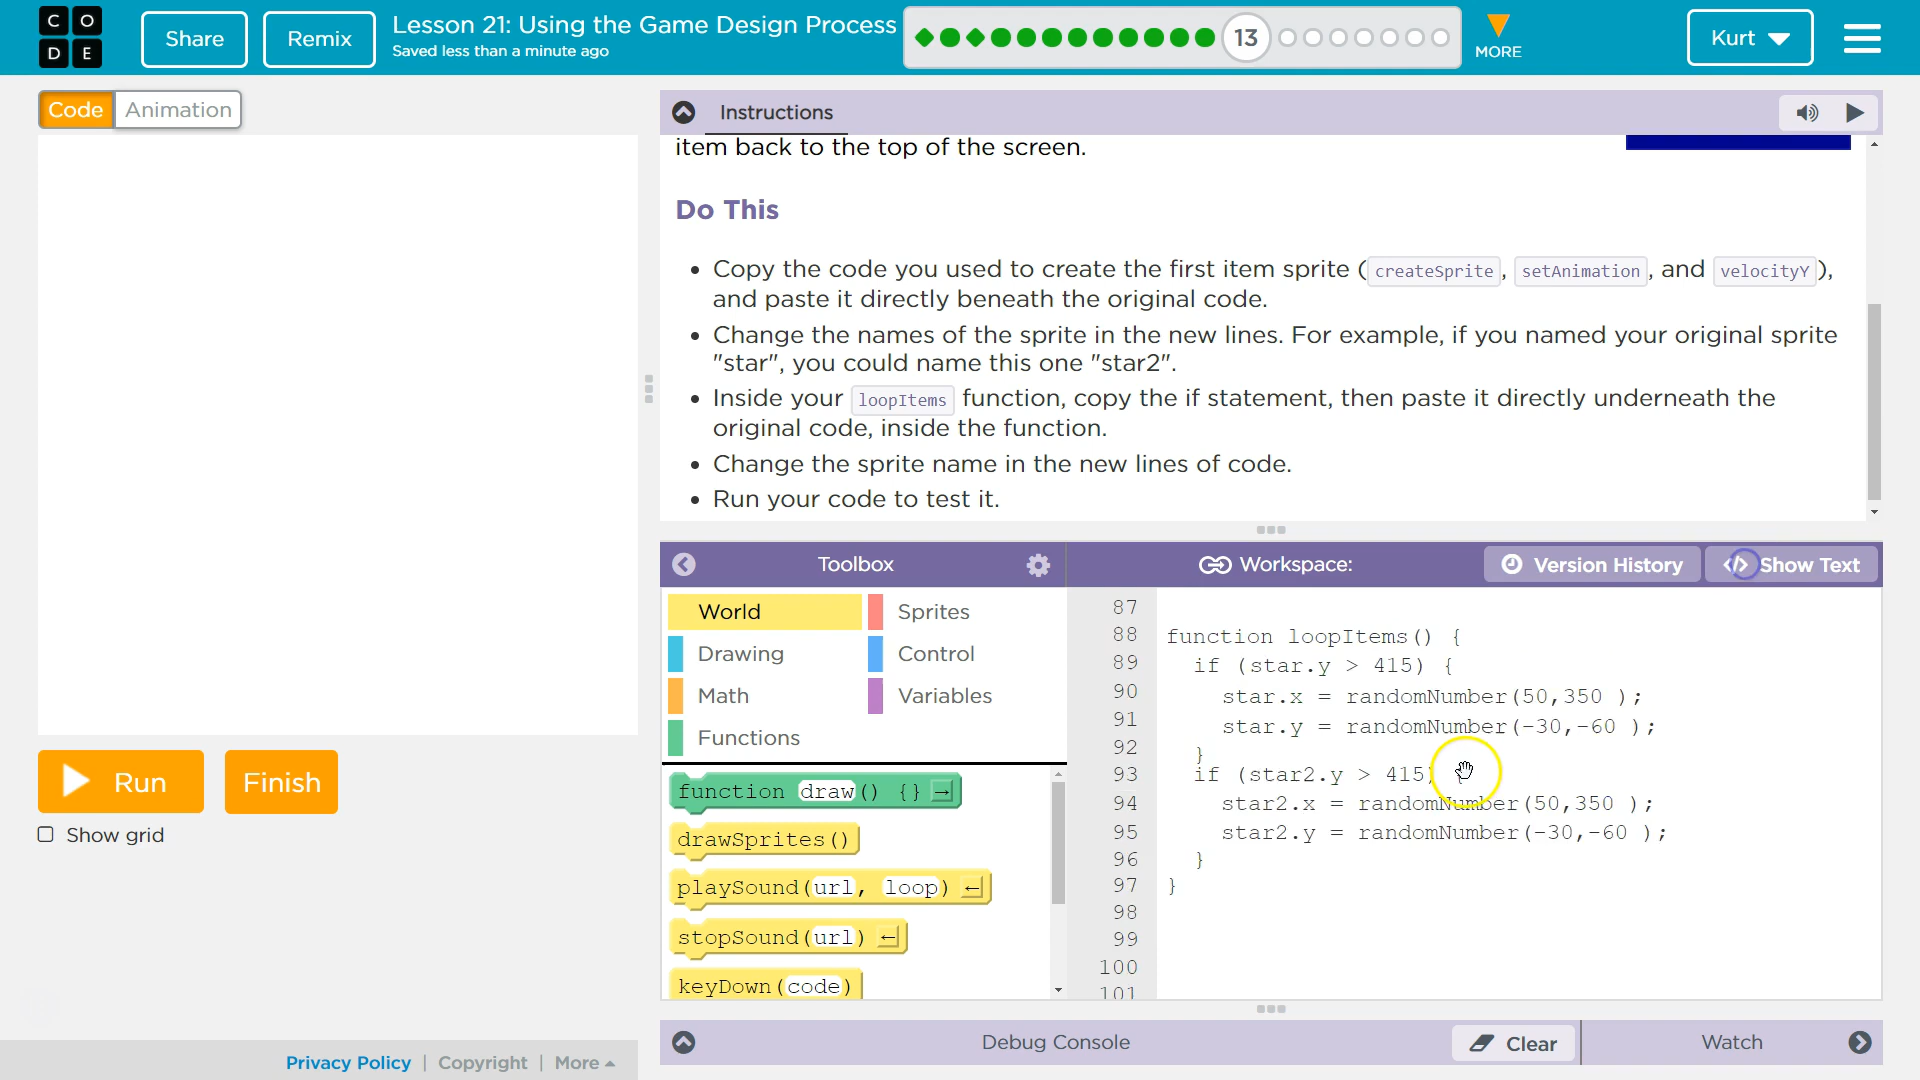 C O D E
Share
Remix
Lesson 21: Using the Game Design Process
Saved less than a minute ago
13
MORE
Kurt
Code
Animation
Instructions
item back to the top of the screen.
Do This
• Copy the code you used to create the first item sprite ( createSprite , setAnimation , and velocityY ),
and paste it directly beneath the original code.
• Change the names of the sprite in the new lines. For example, if you named your original sprite
"star", you could name this one "star2".
• Inside your loopItems function, copy the if statement, then paste it directly underneath the
original code, inside the function.
• Change the sprite name in the new lines of code.
• Run your code to test it.
Toolbox
Workspace:
Version History
Show Text
World
Sprites
Drawing
Control
Math
Variables
Functions
function draw() {}
drawSprites()
playSound(url, loop)
stopSound(url)
keyDown(code)
87
88 function loopItems() {
89 if (star.y > 415) {
90 star.x = randomNumber(50,350 );
91 star.y = randomNumber(-30,-60 );
92 }
93 if (star2.y > 415)
94 star2.x = randomNumber(50,350 );
95 star2.y = randomNumber(-30,-60 );
96 }
97 }
98
99
100
101
Run
Finish
Show grid
Debug Console
Clear
Watch
Privacy Policy | Copyright | More